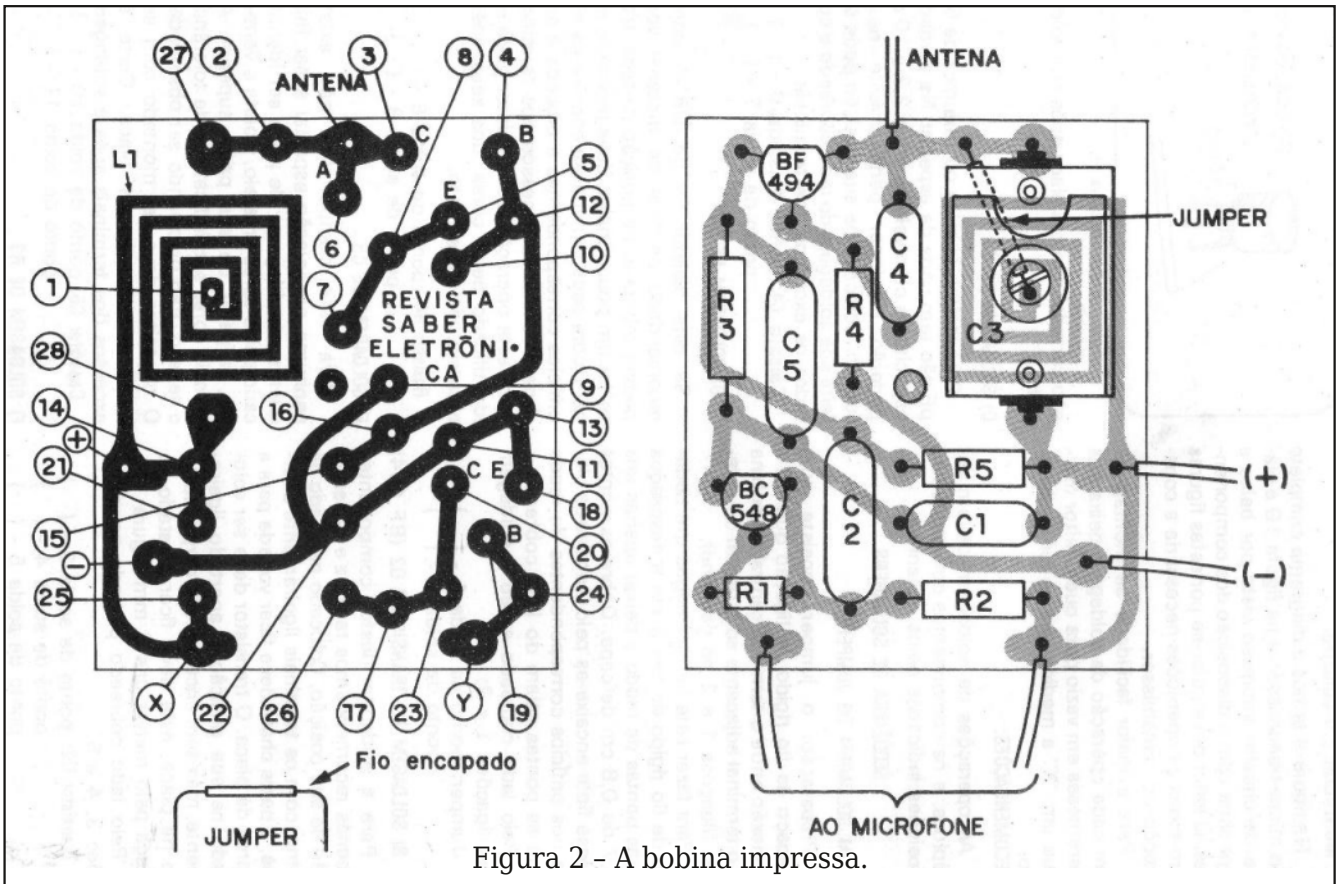 27
2
3
8
4
ANTENA
C
B
L1
A
E
5
12
6
10
7
1
REVISTA
SABER
ELETRÔNI•
CA
28
16
9
14
13
+
21
11
C E
18
15
20
B
−
25
24
X
22
26
17
23
Y
19
Fio encapado
JUMPER
ANTENA
BF
494
JUMPER
C
4
R
3
R
4
C
5
C3
R5
(+)
BC
548
C
2
C1
(−)
R1
R2
AO MICROFONE
Figura 2 – A bobina impressa.